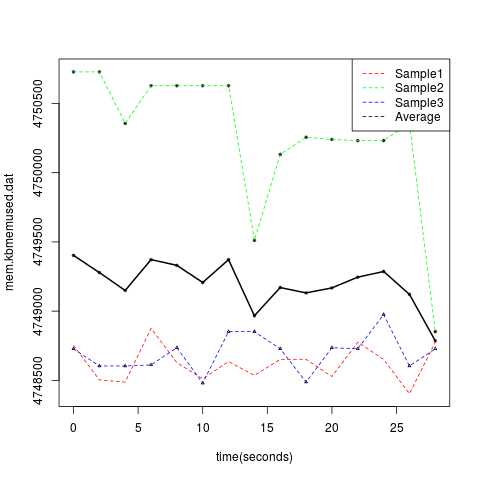 Sample1
Sample2
Sample3
Average
mem.kbmemused.dat
4750500
4750000
4749500
4749000
4748500
0 5 10 15 20 25
time(seconds)